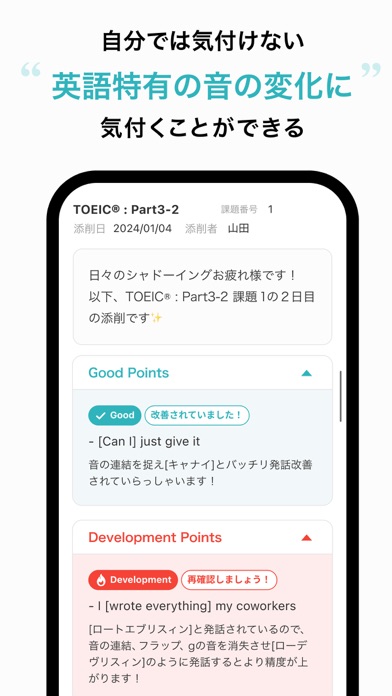 自分では気付けない
“英語特有の音の変化に”
気付くことができる
TOEIC® : Part3-2 課題番号 1
添削日 2024/01/04 添削者 山田
日々のシャドーイングお疲れ様です！
以下、TOEIC® : Part3-2 課題1の２日目
の添削です✨
Good Points
Good 改善されていました！
- [Can I] just give it
音の連結を捉え[キャナイ]とバッチリ発話改善
されていらっしゃいます！
Development Points
Development 再確認しましょう！
- I [wrote everything] my coworkers
[ロートエブリスィン]と発話されているので、
音の連結、フラップ、gの音を消失させ[ローデ
ヴリスィン]のように発話するとより精度が上
がります！